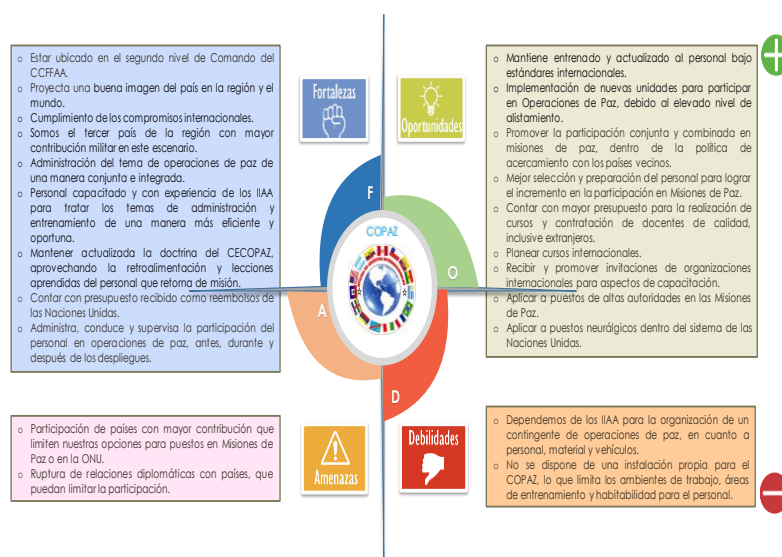 o Estar ubicado en el segundo nivel de Comando del
CCFFAA.
o Proyecta una buena imagen del país en la región y el
mundo.
o Cumplimiento de los compromisos internacionales.
o Somos el tercer país de la región con mayor
contribución militar en este escenario.
o Administración del tema de operaciones de paz de
una manera conjunta e integrada.
o Personal capacitado y con experiencia de los IIAA
para tratar los temas de administración y
entrenamiento de una manera más eficiente y
oportuna.
o Mantener actualizada la doctrina del CECOPAZ,
aprovechando la retroalimentación y lecciones
aprendidas del personal que retorna de misión.
o Contar con presupuesto recibido como reembolsos de
las Naciones Unidas.
o Administra, conduce y supervisa la participación del
personal en operaciones de paz, antes, durante y
después de los despliegues.
Fortalezas
Oportunidades
o Mantiene entrenado y actualizado al personal bajo
estándares internacionales.
o Implementación de nuevas unidades para participar
en Operaciones de Paz, debido al elevado nivel de
alistamiento.
o Promover la participación conjunta y combinada en
misiones de paz, dentro de la política de
acercamiento con los países vecinos.
o Mejor selección y preparación del personal para lograr
el incremento en la participación en Misiones de Paz.
o Contar con mayor presupuesto para la realización de
cursos y contratación de docentes de calidad,
inclusive extranjeros.
o Planear cursos internacionales.
o Recibir y promover invitaciones de organizaciones
internacionales para aspectos de capacitación.
o Aplicar a puestos de altas autoridades en las Misiones
de Paz.
o Aplicar a puestos neurálgicos dentro del sistema de las
Naciones Unidas.
F
COPAZ
O
A
D
o Participación de países con mayor contribución que
limiten nuestras opciones para puestos en Misiones de
Paz o en la ONU.
o Ruptura de relaciones diplomáticas con países, que
puedan limitar la participación.
Amenazas
Debilidades
o Dependemos de los IIAA para la organización de un
contingente de operaciones de paz, en cuanto a
personal, material y vehículos.
o No se dispone de una instalación propia para el
COPAZ, lo que limita los ambientes de trabajo, áreas
de entrenamiento y habitabilidad para el personal.